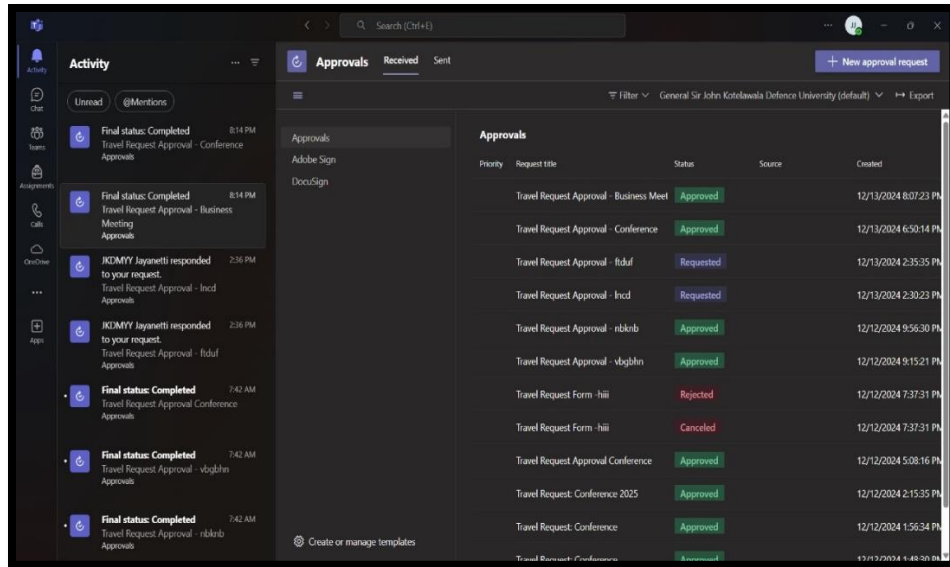 Search (Ctrl+E)
JJ
Activity
Chat
Teams
Assignments
Calls
OneDrive
Apps
Activity
Unread
@Mentions
Final status: Completed 8:14 PM
Travel Request Approval - Conference
Approvals
Final status: Completed 8:14 PM
Travel Request Approval - Business
Meeting
Approvals
JKDMYY Jayanetti responded 2:36 PM
to your request.
Travel Request Approval - lncd
Approvals
JKDMYY Jayanetti responded 2:36 PM
to your request.
Travel Request Approval - ftduf
Approvals
Final status: Completed 7:42 AM
Travel Request Approval Conference
Approvals
Final status: Completed 7:42 AM
Travel Request Approval - vbgbhn
Approvals
Final status: Completed 7:42 AM
Travel Request Approval - nbknb
Approvals
Approvals Received Sent
+ New approval request
Filter General Sir John Kotelawala Defence University (default) Export
Approvals
Adobe Sign
DocuSign
Create or manage templates
Approvals
Priority Request title Status Source Created
Travel Request Approval - Business Meet Approved 12/13/2024 8:07:23 PM
Travel Request Approval - Conference Approved 12/13/2024 6:50:14 PM
Travel Request Approval - ftduf Requested 12/13/2024 2:35:35 PM
Travel Request Approval - lncd Requested 12/13/2024 2:30:23 PM
Travel Request Approval - nbknb Approved 12/12/2024 9:56:30 PM
Travel Request Approval - vbgbhn Approved 12/12/2024 9:15:21 PM
Travel Request Form -hiii Rejected 12/12/2024 7:37:31 PM
Travel Request Form -hiii Canceled 12/12/2024 7:37:31 PM
Travel Request Approval Conference Approved 12/12/2024 5:08:16 PM
Travel Request: Conference 2025 Approved 12/12/2024 2:15:35 PM
Travel Request: Conference Approved 12/12/2024 1:56:34 PM
Travel Request: Conference Approved 12/12/2024 1:48:30 PM